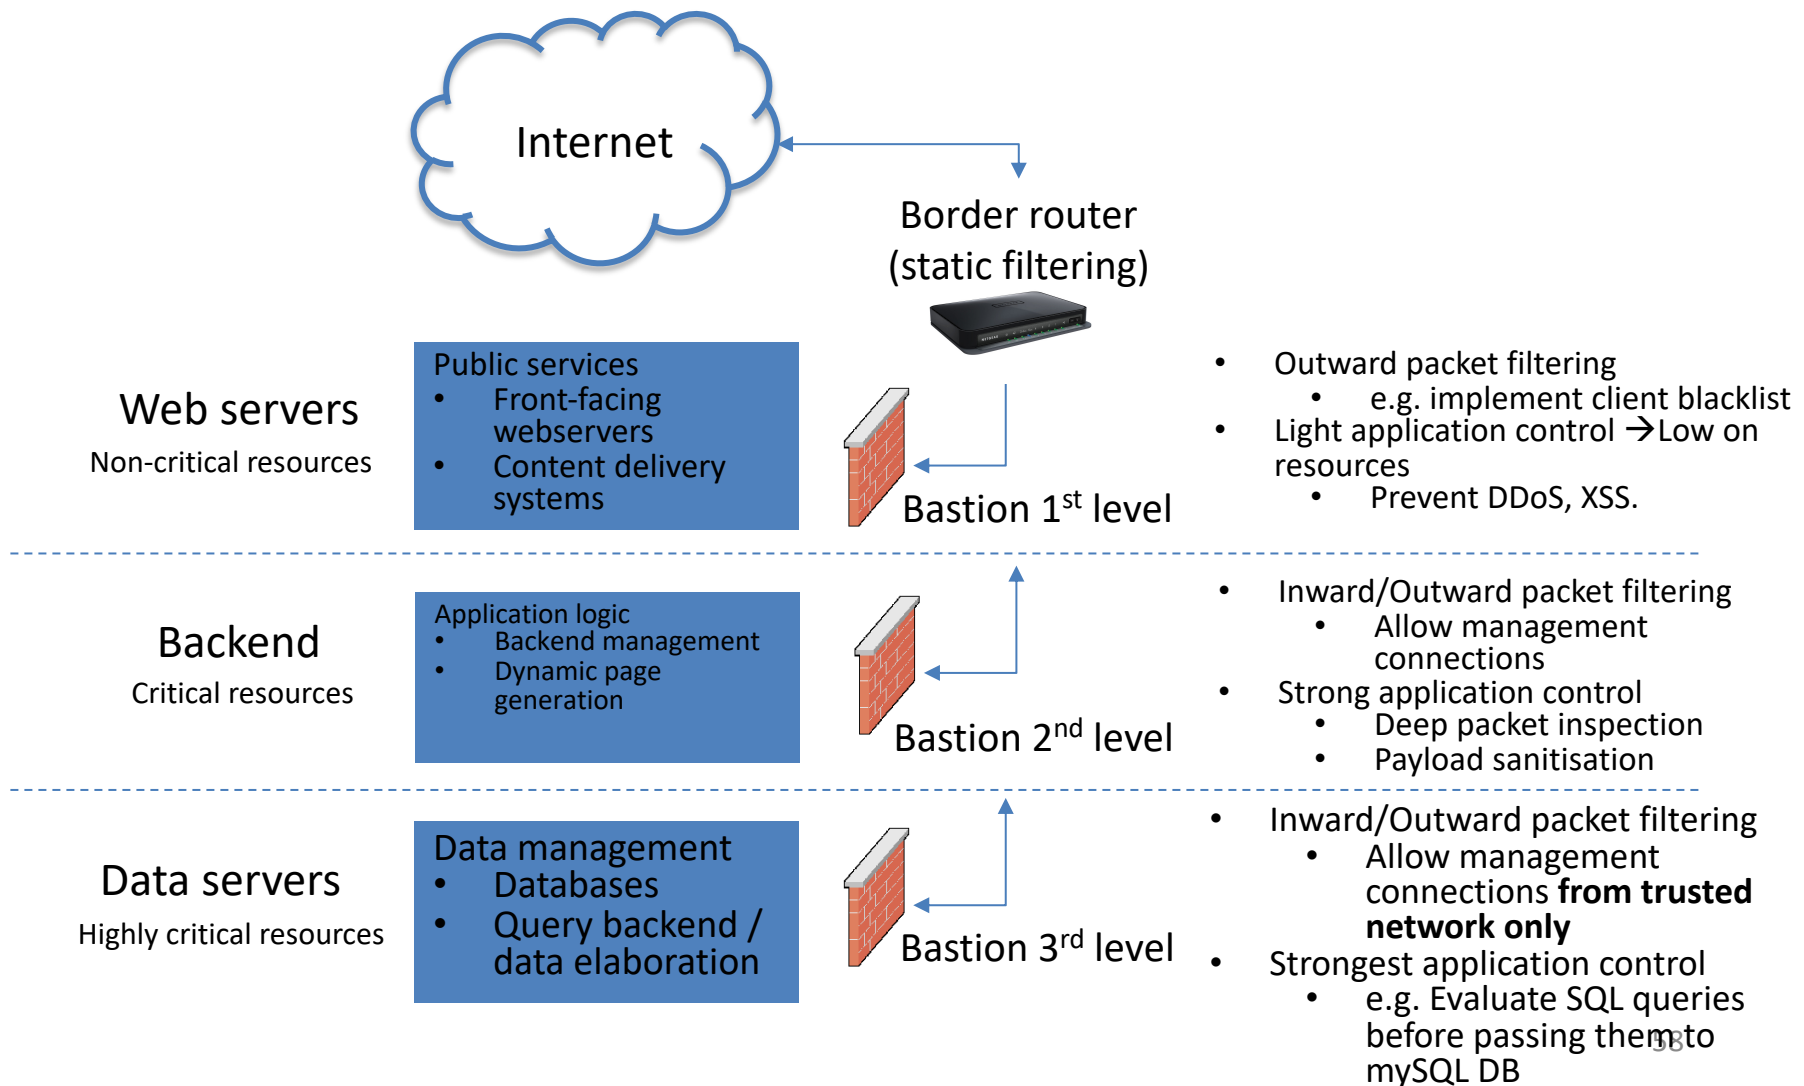 Internet
Border router
(static filtering)
Web servers
Non-critical resources
Public services
• Front-facing
webservers
• Content delivery
systems
Bastion 1st level
• Outward packet filtering
• e.g. implement client blacklist
• Light application control →Low on
resources
• Prevent DDoS, XSS.
Backend
Critical resources
Application logic
• Backend management
• Dynamic page
generation
Bastion 2nd level
• Inward/Outward packet filtering
• Allow management
connections
• Strong application control
• Deep packet inspection
• Payload sanitisation
Data servers
Highly critical resources
Data management
• Databases
• Query backend /
data elaboration
Bastion 3rd level
• Inward/Outward packet filtering
• Allow management
connections from trusted
network only
• Strongest application control
• e.g. Evaluate SQL queries
before passing them to
mySQL DB
58